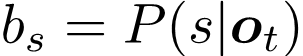 b_s = P(s|𝒐_t)